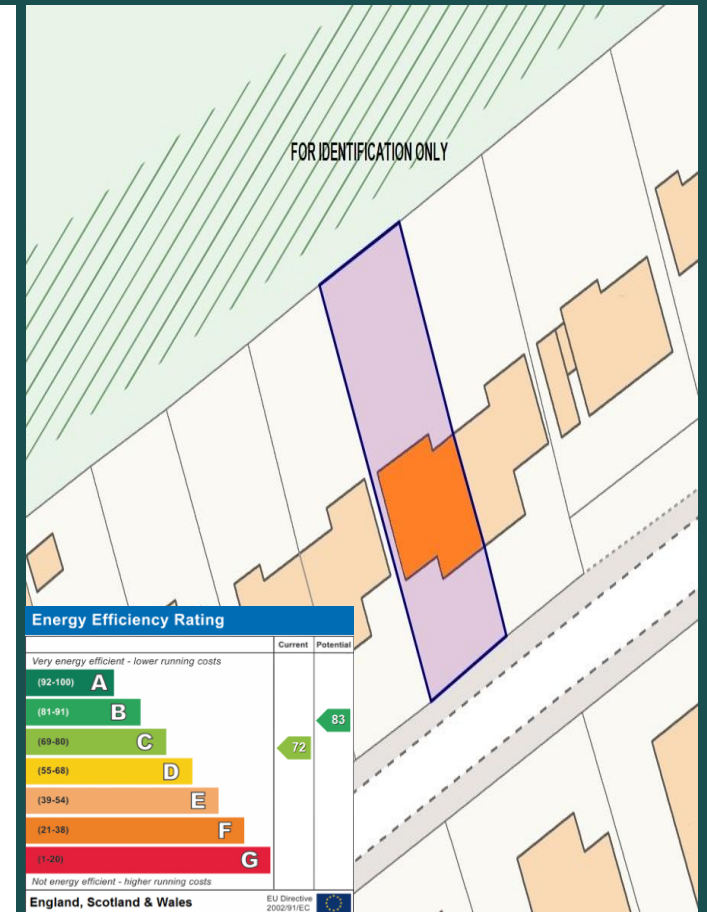 FOR IDENTIFICATION ONLY
Energy Efficiency Rating
Current Potential
Very energy efficient - lower running costs
(92-100) A
(81-91) B
83
(69-80) C
72
(55-68) D
(39-54) E
(21-38) F
(1-20) G
Not energy efficient - higher running costs
England, Scotland & Wales
EU Directive
2002/91/EC